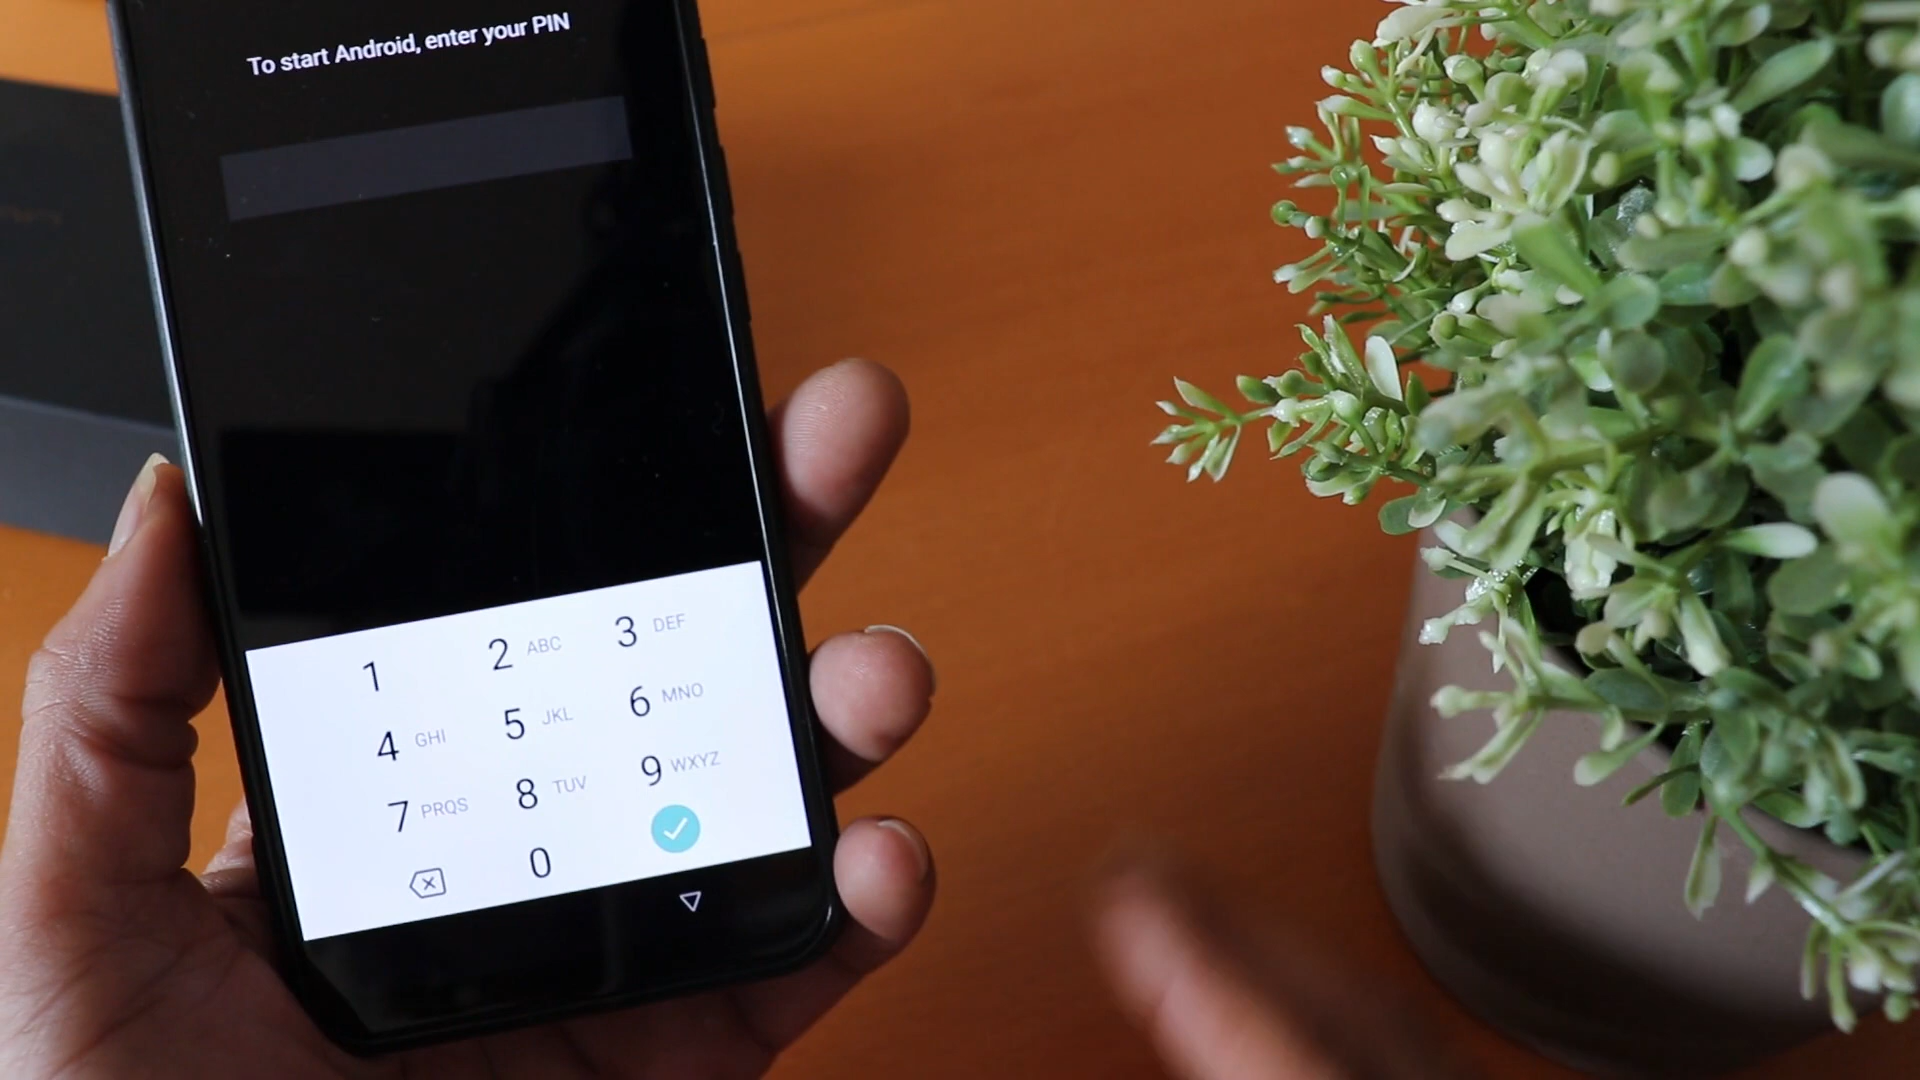 To start Android, enter your PIN
1
2 ABC
3 DEF
4 GHI
5 JKL
6 MNO
7 PRQS
8 TUV
9 WXYZ
0